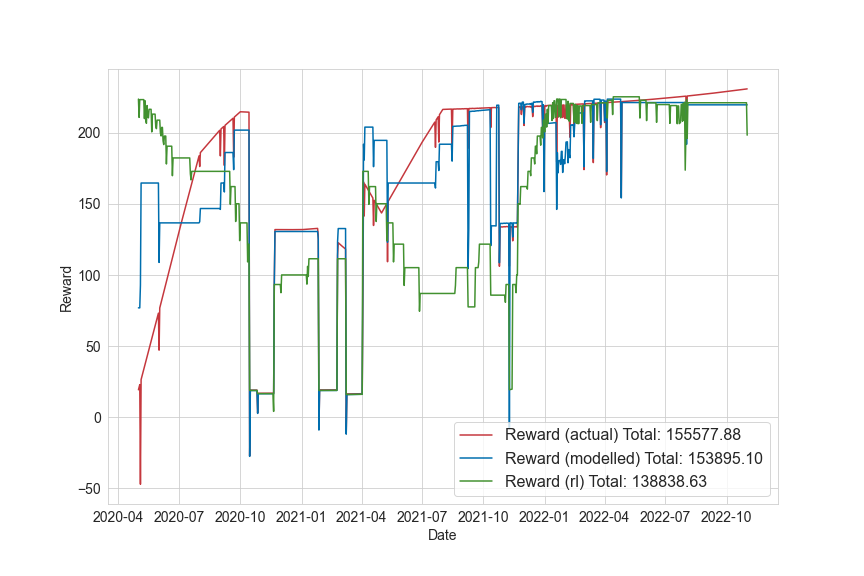 200
150
100
50
0
−50
Reward
Reward (actual) Total: 155577.88
Reward (modelled) Total: 153895.10
Reward (rl) Total: 138838.63
2020-04 2020-07 2020-10 2021-01 2021-04 2021-07 2021-10 2022-01 2022-04 2022-07 2022-10
Date